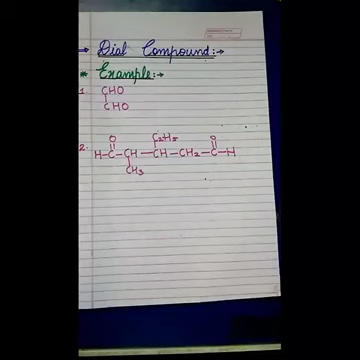 → Dial Compound:→
* Example:→
1. CHO
CHO
C2H5
O O
2. H-C-CH-CH-CH2-C-H
CH3